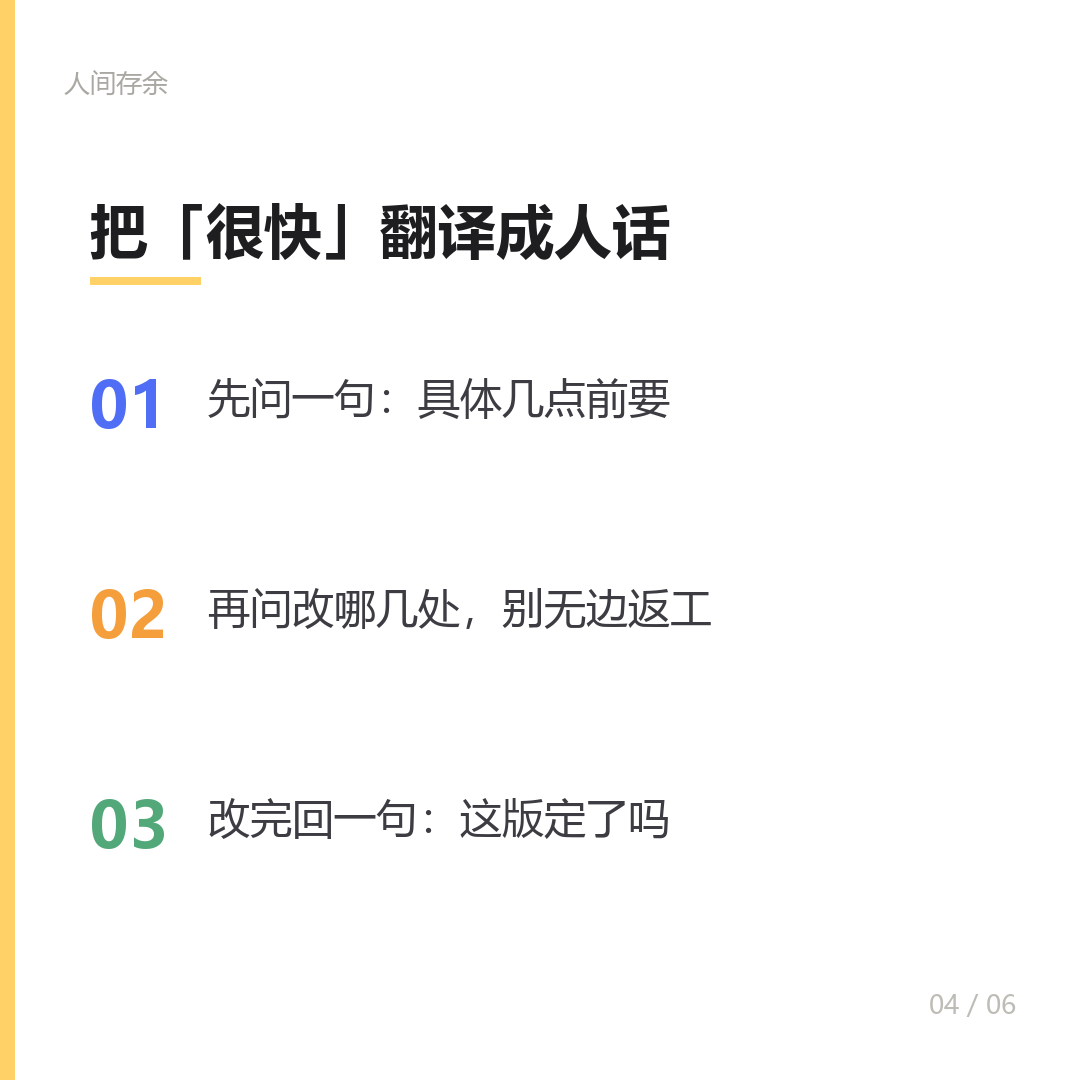 人间存余
把「很快」翻译成人话
01 先问一句：具体几点前要
02 再问改哪几处，别无边返工
03 改完回一句：这版定了吗
04 / 06